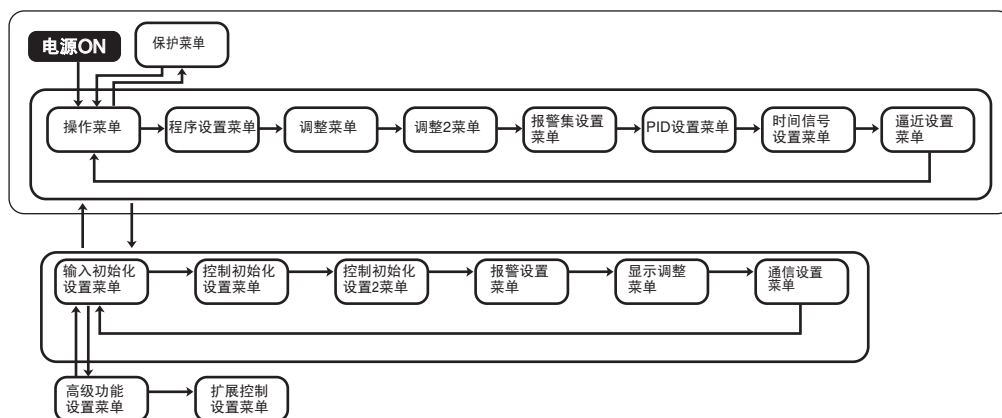 电源ON
保护菜单
操作菜单
程序设置菜单
调整菜单
调整2菜单
报警集设置
菜单
PID设置菜单
时间信号
设置菜单
逼近设置
菜单
输入初始化
设置菜单
控制初始化
设置菜单
控制初始化
设置2菜单
报警设置
菜单
显示调整
菜单
通信设置
菜单
高级功能
设置菜单
扩展控制
设置菜单